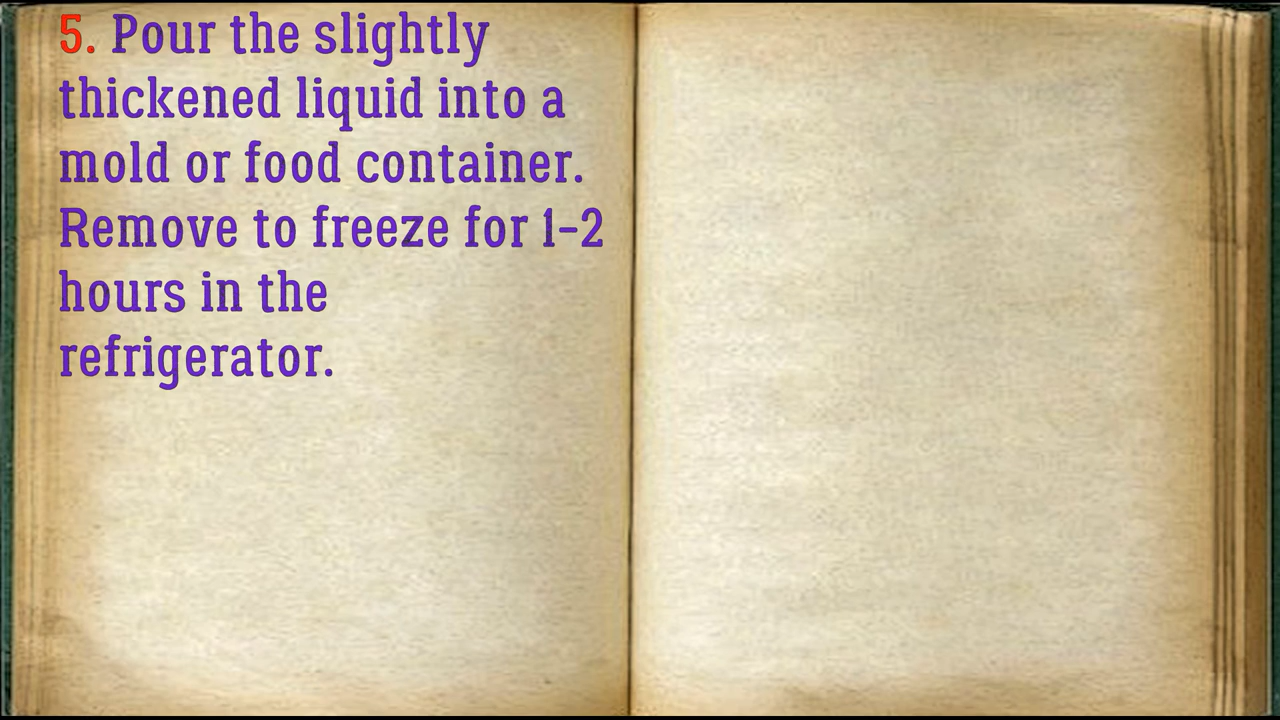 5. Pour the slightly
thickened liquid into a
mold or food container.
Remove to freeze for 1-2
hours in the
refrigerator.